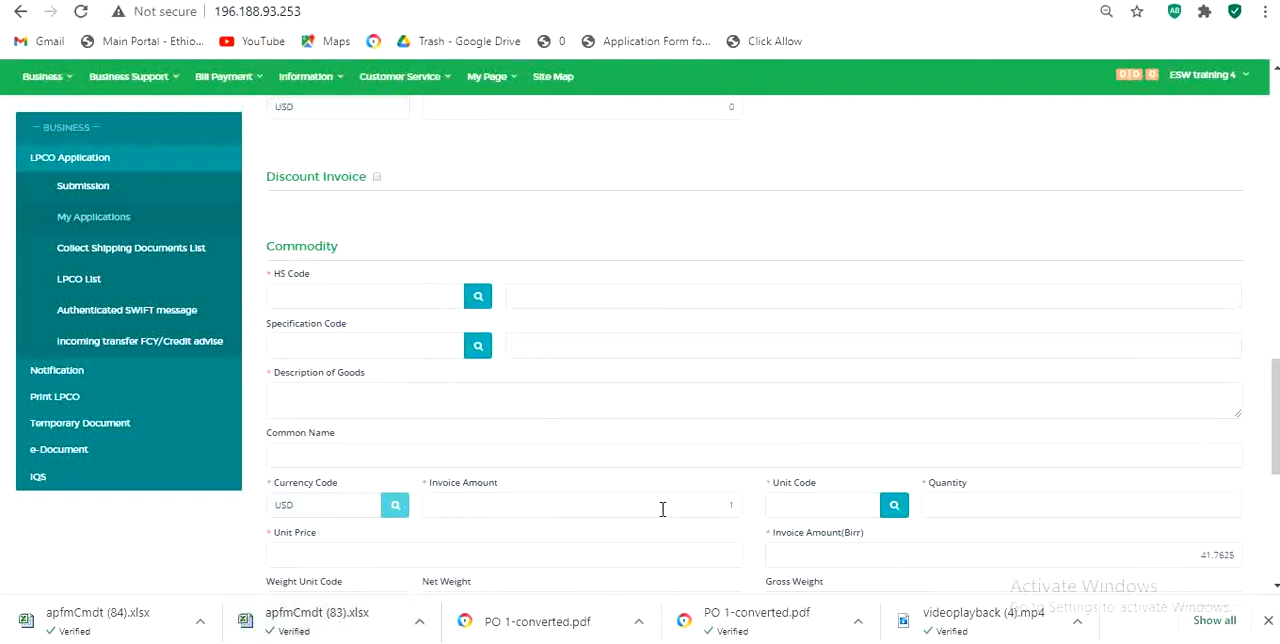 Not secure | 196.188.93.253
Gmail Main Portal - Ethio... YouTube Maps Trash - Google Drive 0 Application Form fo... Click Allow
Business Business Support Bill Payment Information Customer Service My Page Site Map ESW training 4
USD 0
— BUSINESS —
LPCO Application
Submission
My Applications
Collect Shipping Documents List
LPCO List
Authenticated SWIFT message
Incoming transfer FCY/Credit advise
Notification
Print LPCO
Temporary Document
e-Document
IQS
Discount Invoice
Commodity
* HS Code
Specification Code
* Description of Goods
Common Name
* Currency Code * Invoice Amount * Unit Code * Quantity
USD 1
* Unit Price * Invoice Amount(Birr)
41.7625
Weight Unit Code Net Weight Gross Weight
Activate Windows
Go to Settings to activate Windows.
apfmCmdt (84).xlsx
Verified
apfmCmdt (83).xlsx
Verified
PO 1-converted.pdf
PO 1-converted.pdf
Verified
videoplayback (4).mp4
Verified
Show all